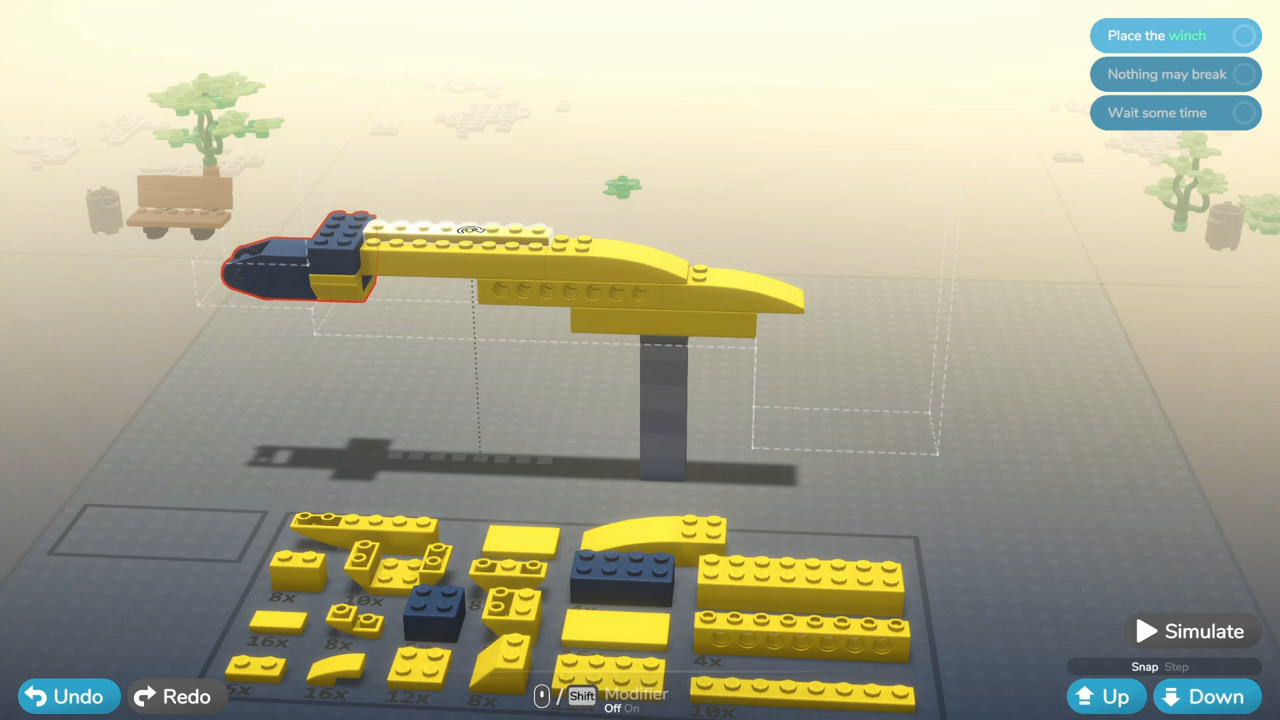 Place the winch
Nothing may break
Wait some time
8x
10x
16x
8x
4x
16x
12x
8x
10x
Simulate
Snap Step
Undo
Redo
/ Shift Modifier
Off On
Up
Down